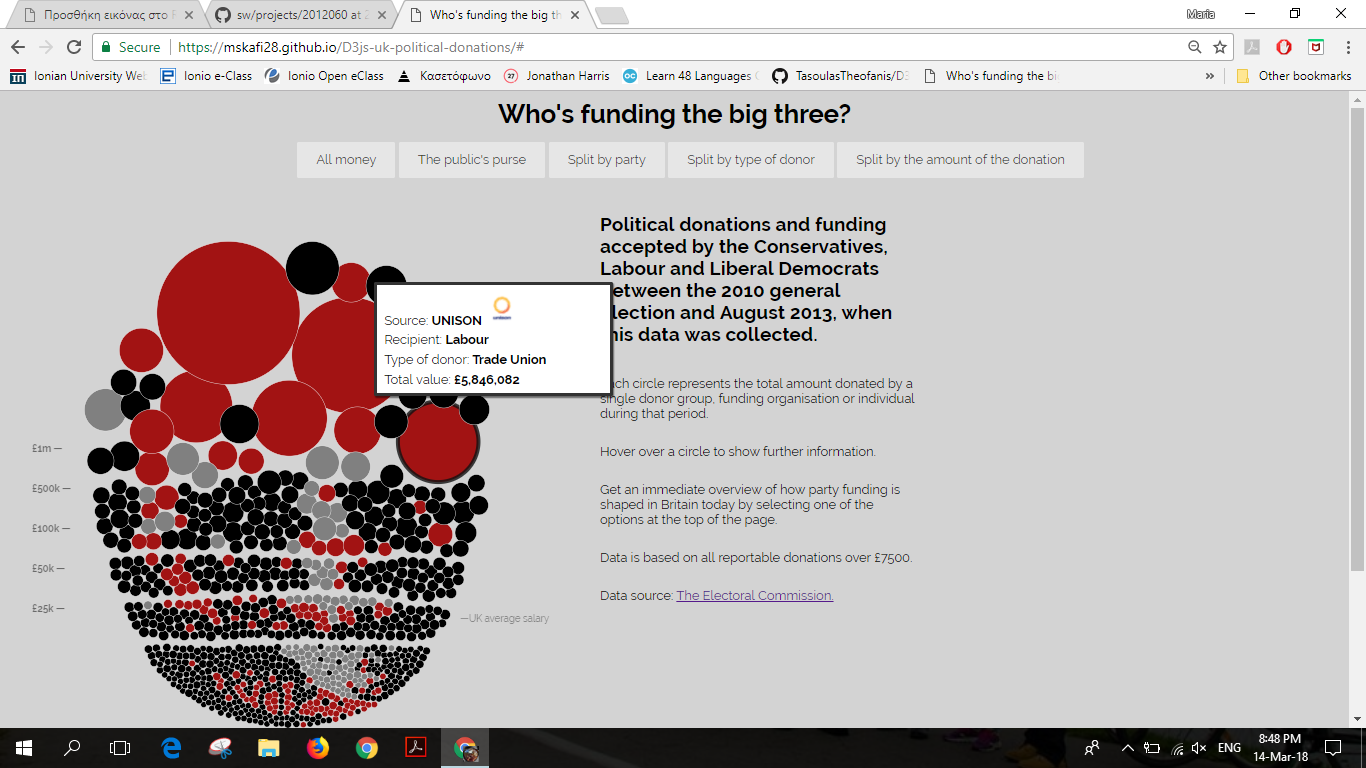 Προσθήκη εικόνας στο
sw/projects/2012060 at
Who's funding the big th
Maria
Secure
https://mskafi28.github.io/D3js-uk-political-donations/#
Ionian University We
Ionio e-Class
Ionio Open eClass
Κασετόφωνο
27
Jonathan Harris
Learn 48 Languages
TasoulasTheofanis/D3
Who's funding the bi
»
Other bookmarks
Who's funding the big three?
All money
The public's purse
Split by party
Split by type of donor
Split by the amount of the donation
Political donations and funding
accepted by the Conservatives,
Labour and Liberal Democrats
between the 2010 general
election and August 2013, when
this data was collected.
Source: UNISON
Recipient: Labour
Type of donor: Trade Union
Total value: £5,846,082
Each circle represents the total amount donated by a
single donor group, funding organisation or individual
during that period.
Hover over a circle to show further information.
Get an immediate overview of how party funding is
shaped in Britain today by selecting one of the
options at the top of the page.
Data is based on all reportable donations over £7500.
Data source: The Electoral Commission.
£1m —
£500k —
£100k —
£50k —
£25k —
—UK average salary
ENG
8:48 PM
14-Mar-18